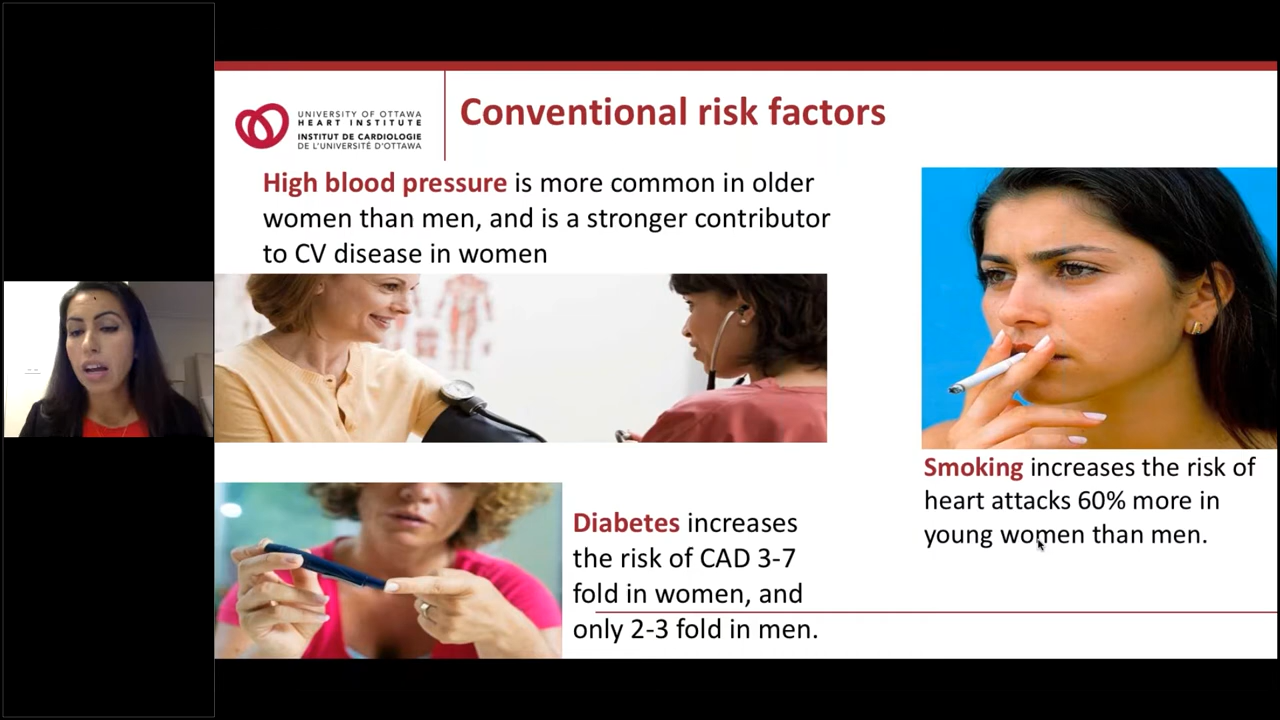 UNIVERSITY OF OTTAWA
HEART INSTITUTE
INSTITUT DE CARDIOLOGIE
DE L'UNIVERSITÉ D'OTTAWA
Conventional risk factors
High blood pressure is more common in older
women than men, and is a stronger contributor
to CV disease in women
Smoking increases the risk of
heart attacks 60% more in
young women than men.
Diabetes increases
the risk of CAD 3-7
fold in women, and
only 2-3 fold in men.